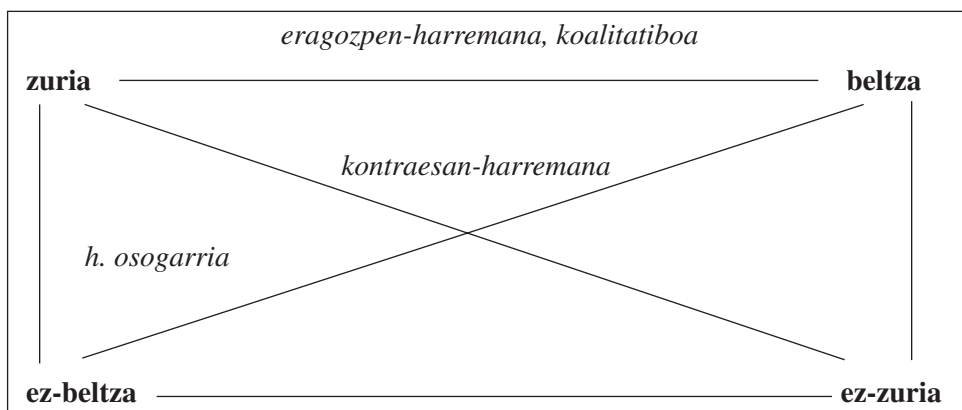 eragozpen-harremana, koalitatiboa
zuria beltza
kontraesan-harremana
h. osogarria
ez-beltza ez-zuria